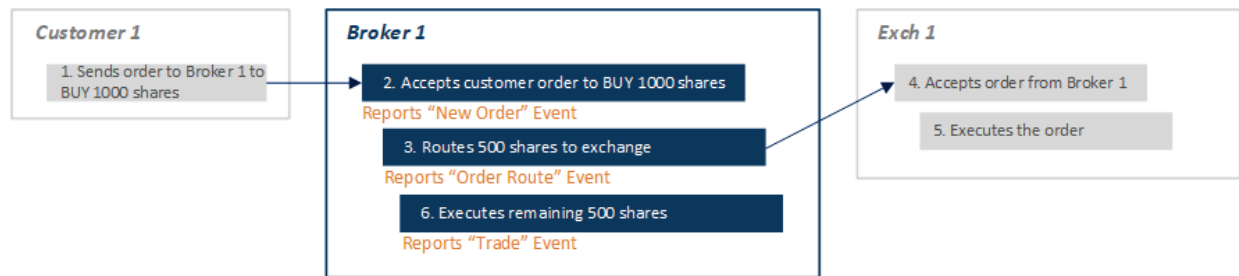 Customer 1
1. Sends order to Broker 1 to
BUY 1000 shares
Broker 1
2. Accepts customer order to BUY 1000 shares
Reports “New Order” Event
3. Routes 500 shares to exchange
Reports “Order Route” Event
6. Executes remaining 500 shares
Reports “Trade” Event
Exch 1
4. Accepts order from Broker 1
5. Executes the order